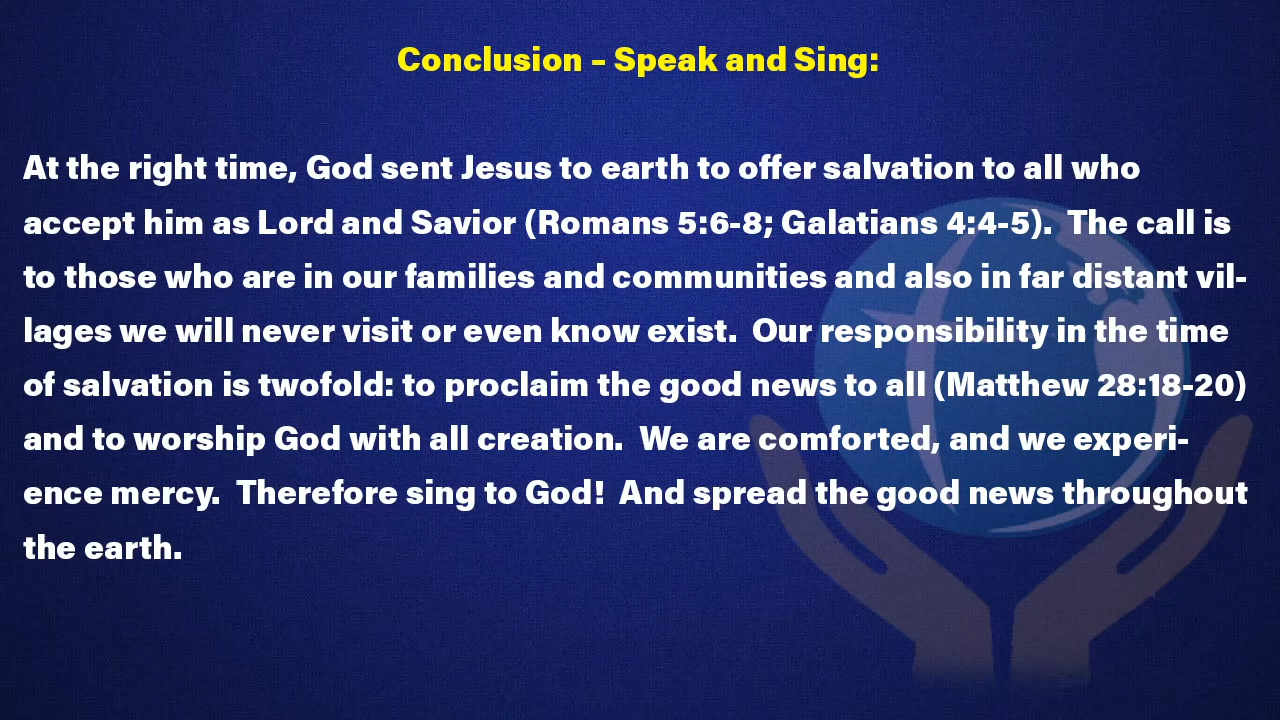 Conclusion – Speak and Sing:
At the right time, God sent Jesus to earth to offer salvation to all who
accept him as Lord and Savior (Romans 5:6-8; Galatians 4:4-5).  The call is
to those who are in our families and communities and also in far distant vil-
lages we will never visit or even know exist.  Our responsibility in the time
of salvation is twofold: to proclaim the good news to all (Matthew 28:18-20)
and to worship God with all creation.  We are comforted, and we experi-
ence mercy.  Therefore sing to God!  And spread the good news throughout
the earth.